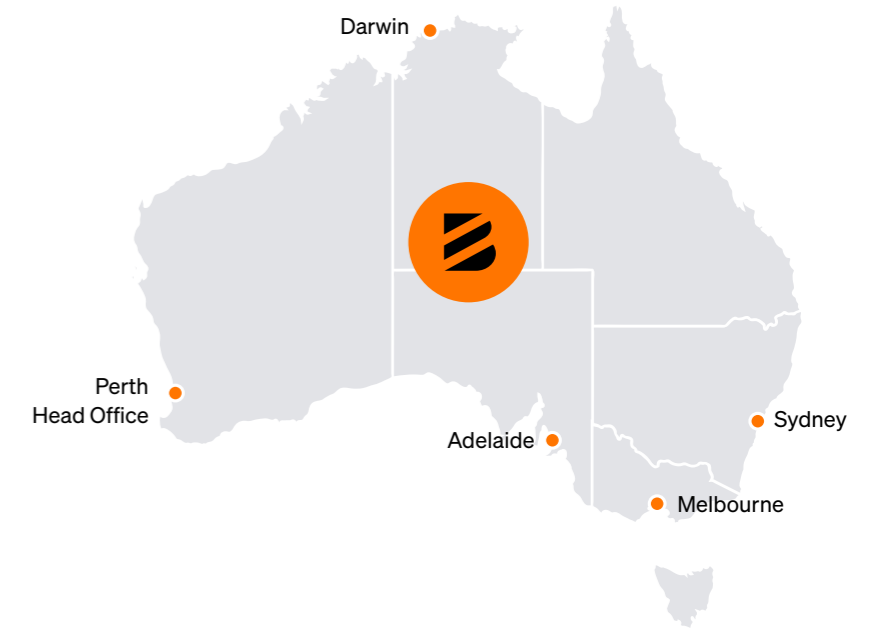 Darwin
B
Perth
Head Office
Adelaide
Sydney
Melbourne